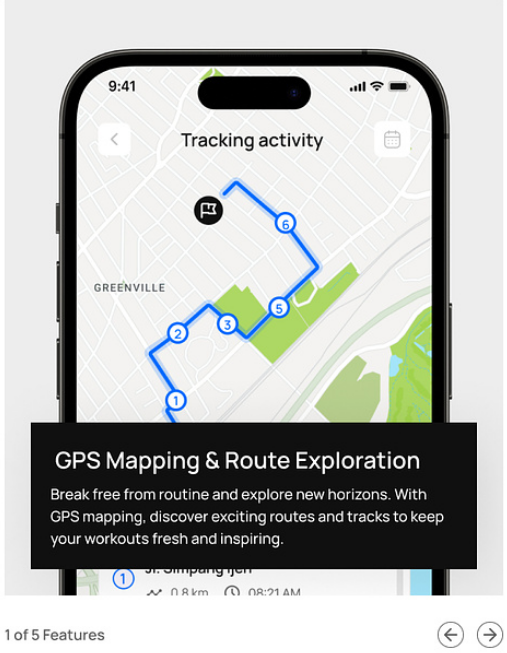 9:41
Tracking activity
6
GREENVILLE
5
3
2
1
GPS Mapping & Route Exploration
Break free from routine and explore new horizons. With
GPS mapping, discover exciting routes and tracks to keep
your workouts fresh and inspiring.
1 Jl. Simpang Ijen
0.8 km 08:21 AM
1 of 5 Features